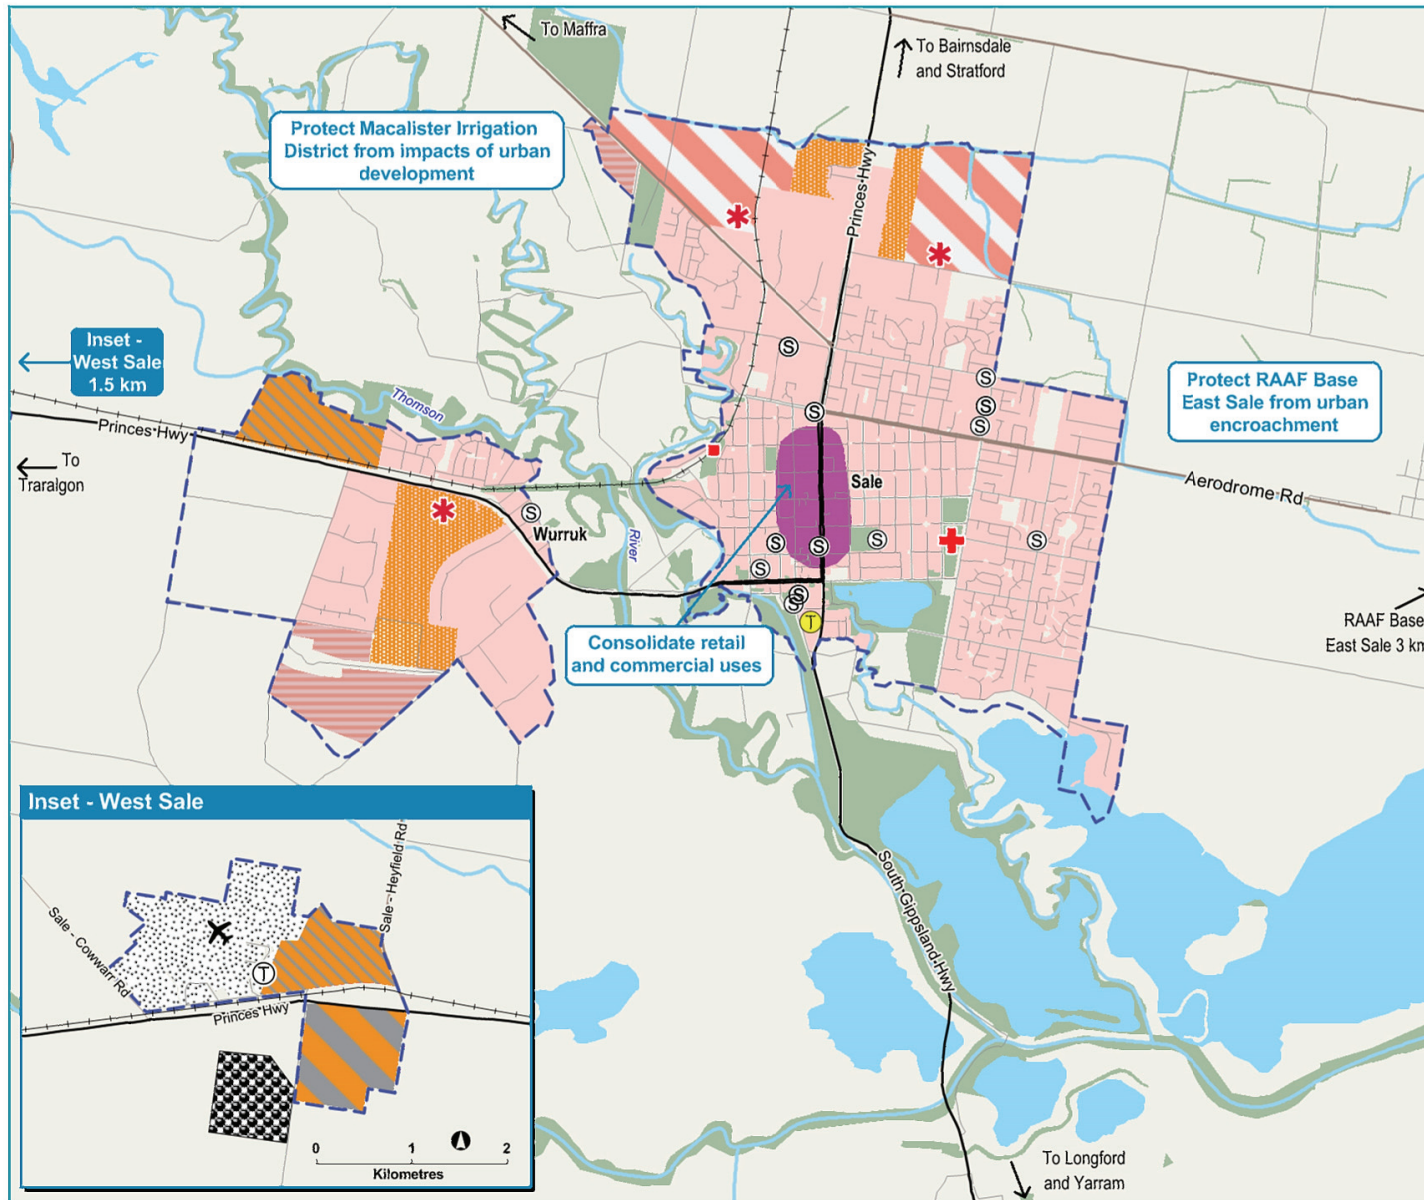 To Maffra
To Bairnsdale
and Stratford
Protect Macalister Irrigation
District from impacts of urban
development
Princes Hwy
Inset -
West Sale
1.5 km
Thomson
Princes Hwy
To
Traralgon
Protect RAAF Base
East Sale from urban
encroachment
S
S
S
S
S
Sale
Aerodrome Rd
S
Wurruk
River
S
S
S
S
S
S
S
T
RAAF Base
East Sale 3 km
Consolidate retail
and commercial uses
Inset - West Sale
Sale - Heyfield Rd
Sale - Cowwarr Rd
T
Princes Hwy
0 1 2
Kilometres
South Gippsland Hwy
To Longford
and Yarram